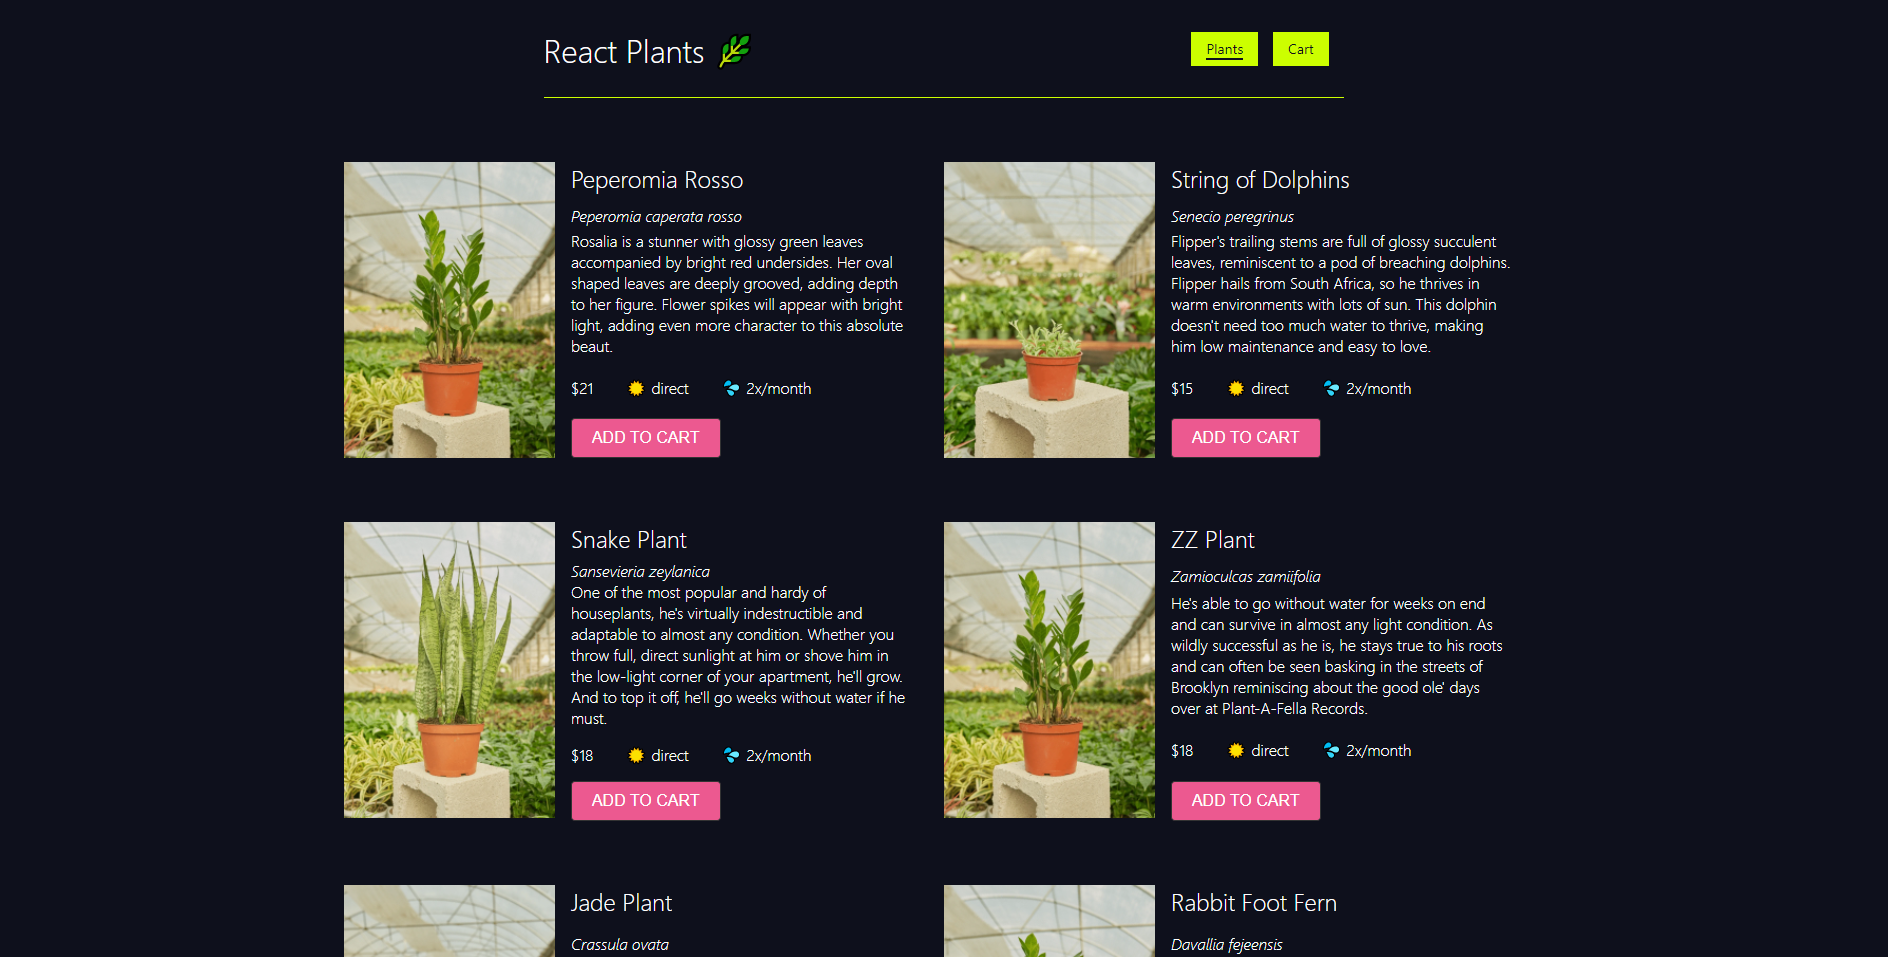 React Plants
Plants
Cart
Peperomia Rosso
Peperomia caperata rosso
Rosalia is a stunner with glossy green leaves
accompanied by bright red undersides. Her oval
shaped leaves are deeply grooved, adding depth
to her figure. Flower spikes will appear with bright
light, adding even more character to this absolute
beaut.
$21 direct 2x/month
ADD TO CART
String of Dolphins
Senecio peregrinus
Flipper's trailing stems are full of glossy succulent
leaves, reminiscent to a pod of breaching dolphins.
Flipper hails from South Africa, so he thrives in
warm environments with lots of sun. This dolphin
doesn't need too much water to thrive, making
him low maintenance and easy to love.
$15 direct 2x/month
ADD TO CART
Snake Plant
Sansevieria zeylanica
One of the most popular and hardy of
houseplants, he's virtually indestructible and
adaptable to almost any condition. Whether you
throw full, direct sunlight at him or shove him in
the low-light corner of your apartment, he'll grow.
And to top it off, he'll go weeks without water if he
must.
$18 direct 2x/month
ADD TO CART
ZZ Plant
Zamioculcas zamiifolia
He's able to go without water for weeks on end
and can survive in almost any light condition. As
wildly successful as he is, he stays true to his roots
and can often be seen basking in the streets of
Brooklyn reminiscing about the good ole' days
over at Plant-A-Fella Records.
$18 direct 2x/month
ADD TO CART
Jade Plant
Crassula ovata
Rabbit Foot Fern
Davallia fejeensis